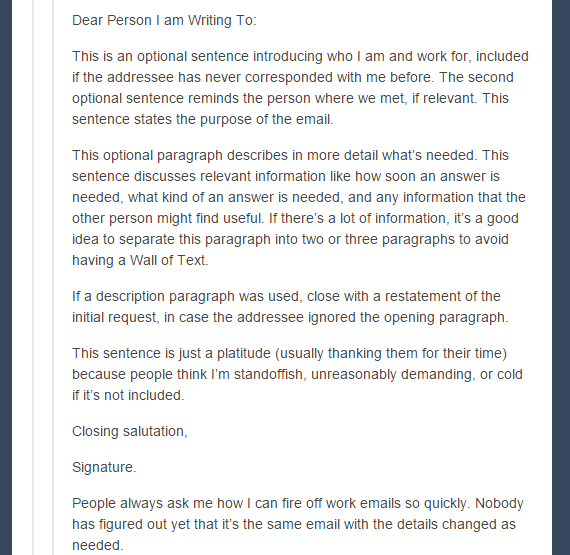 Dear Person I am Writing To:
This is an optional sentence introducing who I am and work for, included
if the addressee has never corresponded with me before. The second
optional sentence reminds the person where we met, if relevant. This
sentence states the purpose of the email.
This optional paragraph describes in more detail what’s needed. This
sentence discusses relevant information like how soon an answer is
needed, what kind of an answer is needed, and any information that the
other person might find useful. If there’s a lot of information, it’s a good
idea to separate this paragraph into two or three paragraphs to avoid
having a Wall of Text.
If a description paragraph was used, close with a restatement of the
initial request, in case the addressee ignored the opening paragraph.
This sentence is just a platitude (usually thanking them for their time)
because people think I’m standoffish, unreasonably demanding, or cold
if it’s not included.
Closing salutation,
Signature.
People always ask me how I can fire off work emails so quickly. Nobody
has figured out yet that it’s the same email with the details changed as
needed.